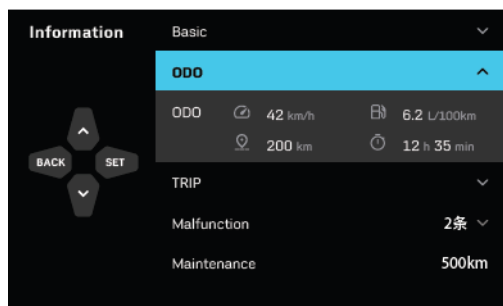 Information
Basic
ODO
ODO 42 km/h 6.2 L/100km
200 km 12 h 35 min
BACK SET
TRIP
Malfunction 2条
Maintenance 500km